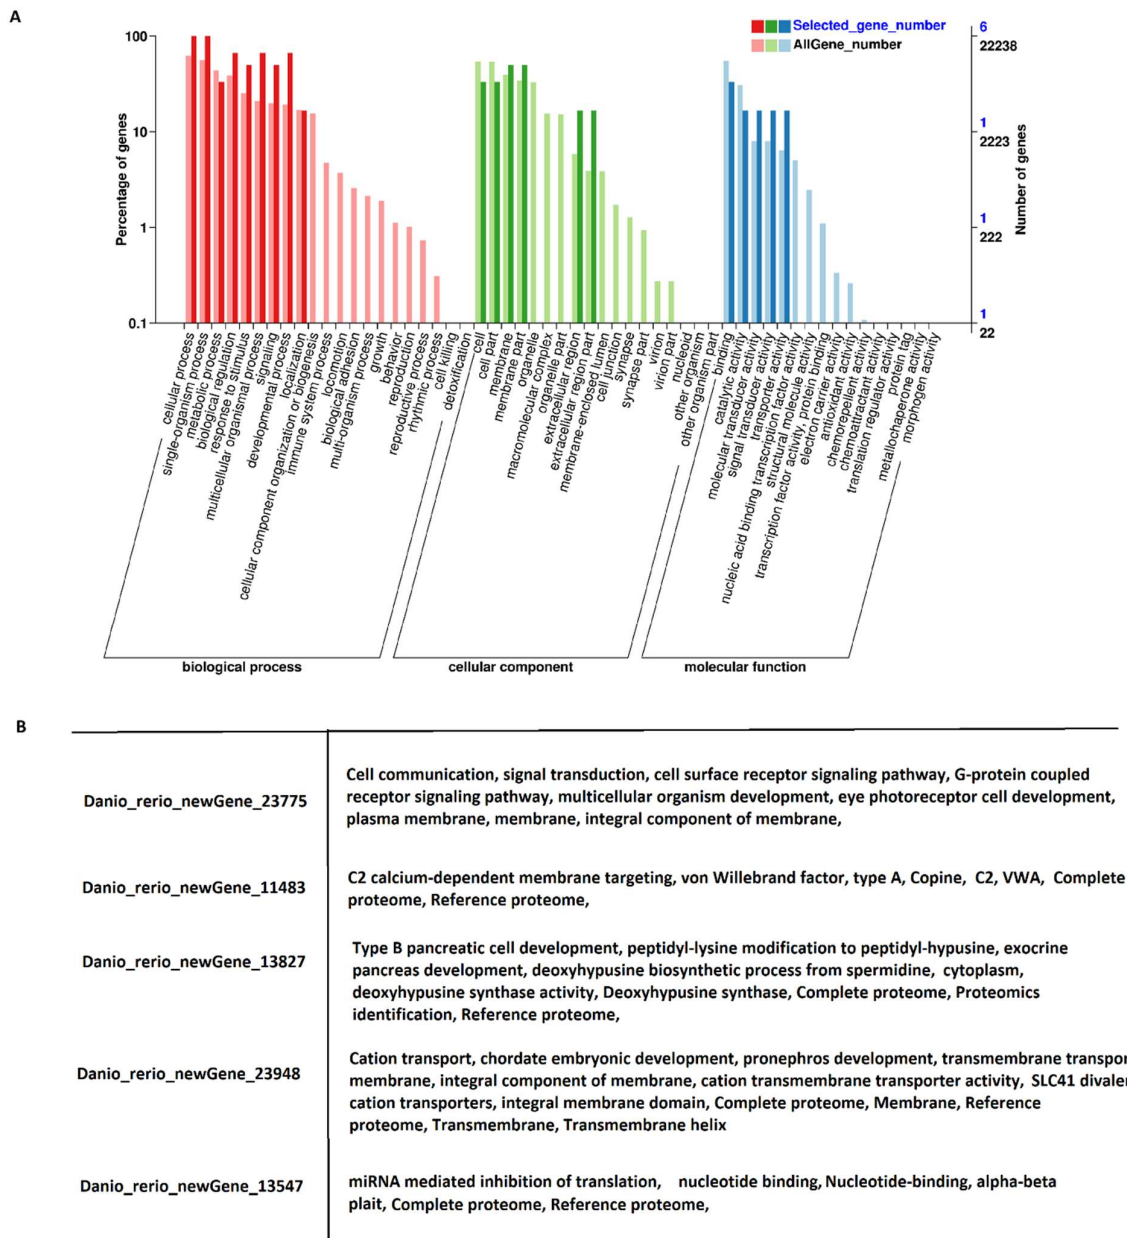 A
Selected_gene_number
AllGene_number
6
22238
1
2223
1
222
1
22
Number of genes
100
10
1
0.1
Percentage of genes
cellular process
single-organism process
metabolic process
biological regulation
response to stimulus
multicellular organismal process
signaling
developmental process
localization
cellular component organization or biogenesis
immune system process
locomotion
biological adhesion
multi-organism process
growth
behavior
reproduction
reproductive process
rhythmic process
cell killing
detoxification
cell
cell part
membrane
membrane part
organelle
macromolecular complex
organelle part
extracellular region
extracellular region part
membrane-enclosed lumen
cell junction
synapse
synapse part
virion
virion part
nucleoid
other organism
other organism part
binding
catalytic activity
molecular transducer activity
signal transducer activity
transporter activity
nucleic acid binding transcription factor activity
structural molecule activity
transcription factor activity, protein binding
electron carrier activity
antioxidant activity
chemorepellent activity
chemoattractant activity
translation regulator activity
protein tag
metallochaperone activity
morphogen activity
biological process
cellular component
molecular function
B
Danio_rerio_newGene_23775
Cell communication, signal transduction, cell surface receptor signaling pathway, G-protein coupled
receptor signaling pathway, multicellular organism development, eye photoreceptor cell development,
plasma membrane, membrane, integral component of membrane,
Danio_rerio_newGene_11483
C2 calcium-dependent membrane targeting, von Willebrand factor, type A, Copine, C2, VWA, Complete
proteome, Reference proteome,
Danio_rerio_newGene_13827
Type B pancreatic cell development, peptidyl-lysine modification to peptidyl-hypusine, exocrine
pancreas development, deoxyhypusine biosynthetic process from spermidine, cytoplasm,
deoxyhypusine synthase activity, Deoxyhypusine synthase, Complete proteome, Proteomics
identification, Reference proteome,
Danio_rerio_newGene_23948
Cation transport, chordate embryonic development, pronephros development, transmembrane transpor
membrane, integral component of membrane, cation transmembrane transporter activity, SLC41 divale
cation transporters, integral membrane domain, Complete proteome, Membrane, Reference
proteome, Transmembrane, Transmembrane helix
Danio_rerio_newGene_13547
miRNA mediated inhibition of translation, nucleotide binding, Nucleotide-binding, alpha-beta
plait, Complete proteome, Reference proteome,